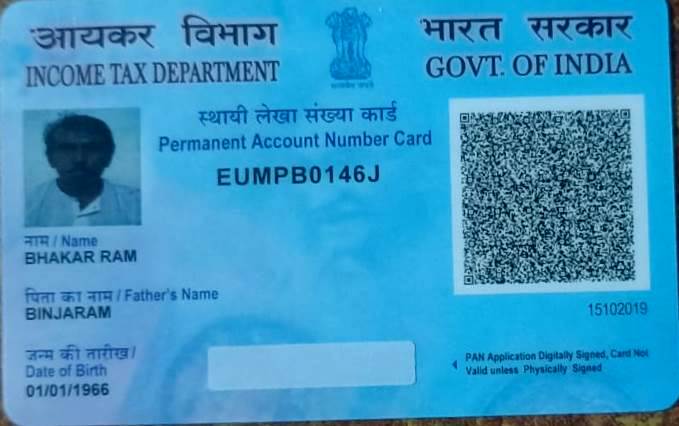 आयकर विभाग
INCOME TAX DEPARTMENT
भारत सरकार
GOVT. OF INDIA
स्थायी लेखा संख्या कार्ड
Permanent Account Number Card
EUMPB0146J
नाम / Name
BHAKAR RAM
पिता का नाम / Father's Name
BINJARAM
जन्म की तारीख /
Date of Birth
01/01/1966
15102019
PAN Application Digitally Signed, Card Not
Valid unless Physically Signed